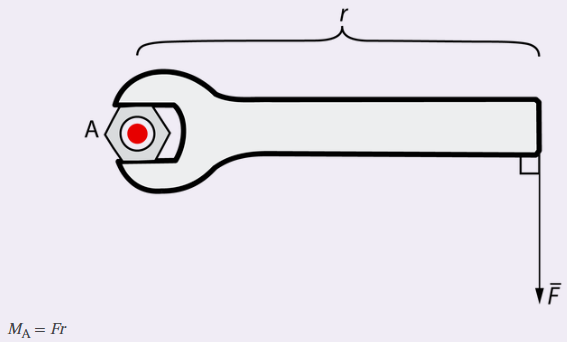 r
A
F̅
M_A = Fr